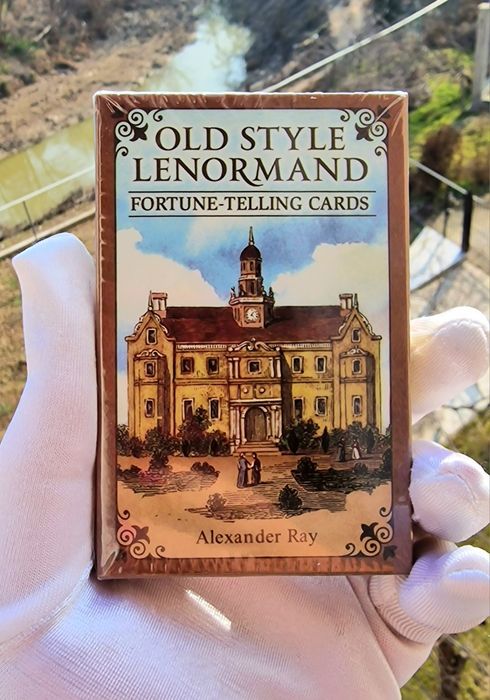 OLD STYLE
LENORMAND
FORTUNE-TELLING CARDS
Alexander Ray